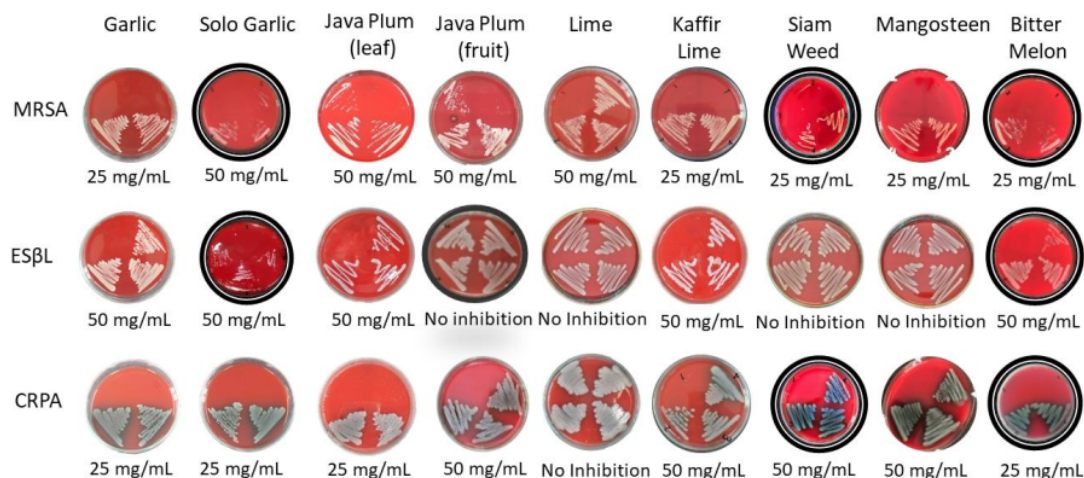 Garlic Solo Garlic Java Plum (leaf) Java Plum (fruit) Lime Kaffir Lime Siam Weed Mangosteen Bitter Melon
MRSA
25 mg/mL 50 mg/mL 50 mg/mL 50 mg/mL 50 mg/mL 25 mg/mL 25 mg/mL 25 mg/mL 25 mg/mL
ESβL
50 mg/mL 50 mg/mL 50 mg/mL No inhibition No Inhibition 50 mg/mL No Inhibition No Inhibition 50 mg/mL
CRPA
25 mg/mL 25 mg/mL 25 mg/mL 50 mg/mL No Inhibition 50 mg/mL 50 mg/mL 50 mg/mL 25 mg/mL